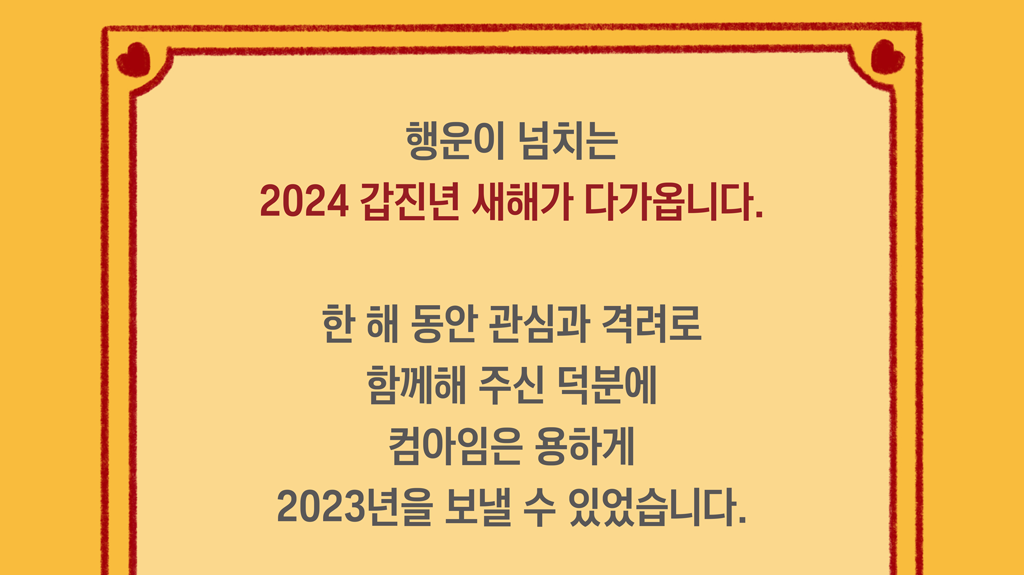 행운이 넘치는
2024 갑진년 새해가 다가옵니다.
한 해 동안 관심과 격려로
함께해 주신 덕분에
컴아임은 용하게
2023년을 보낼 수 있었습니다.